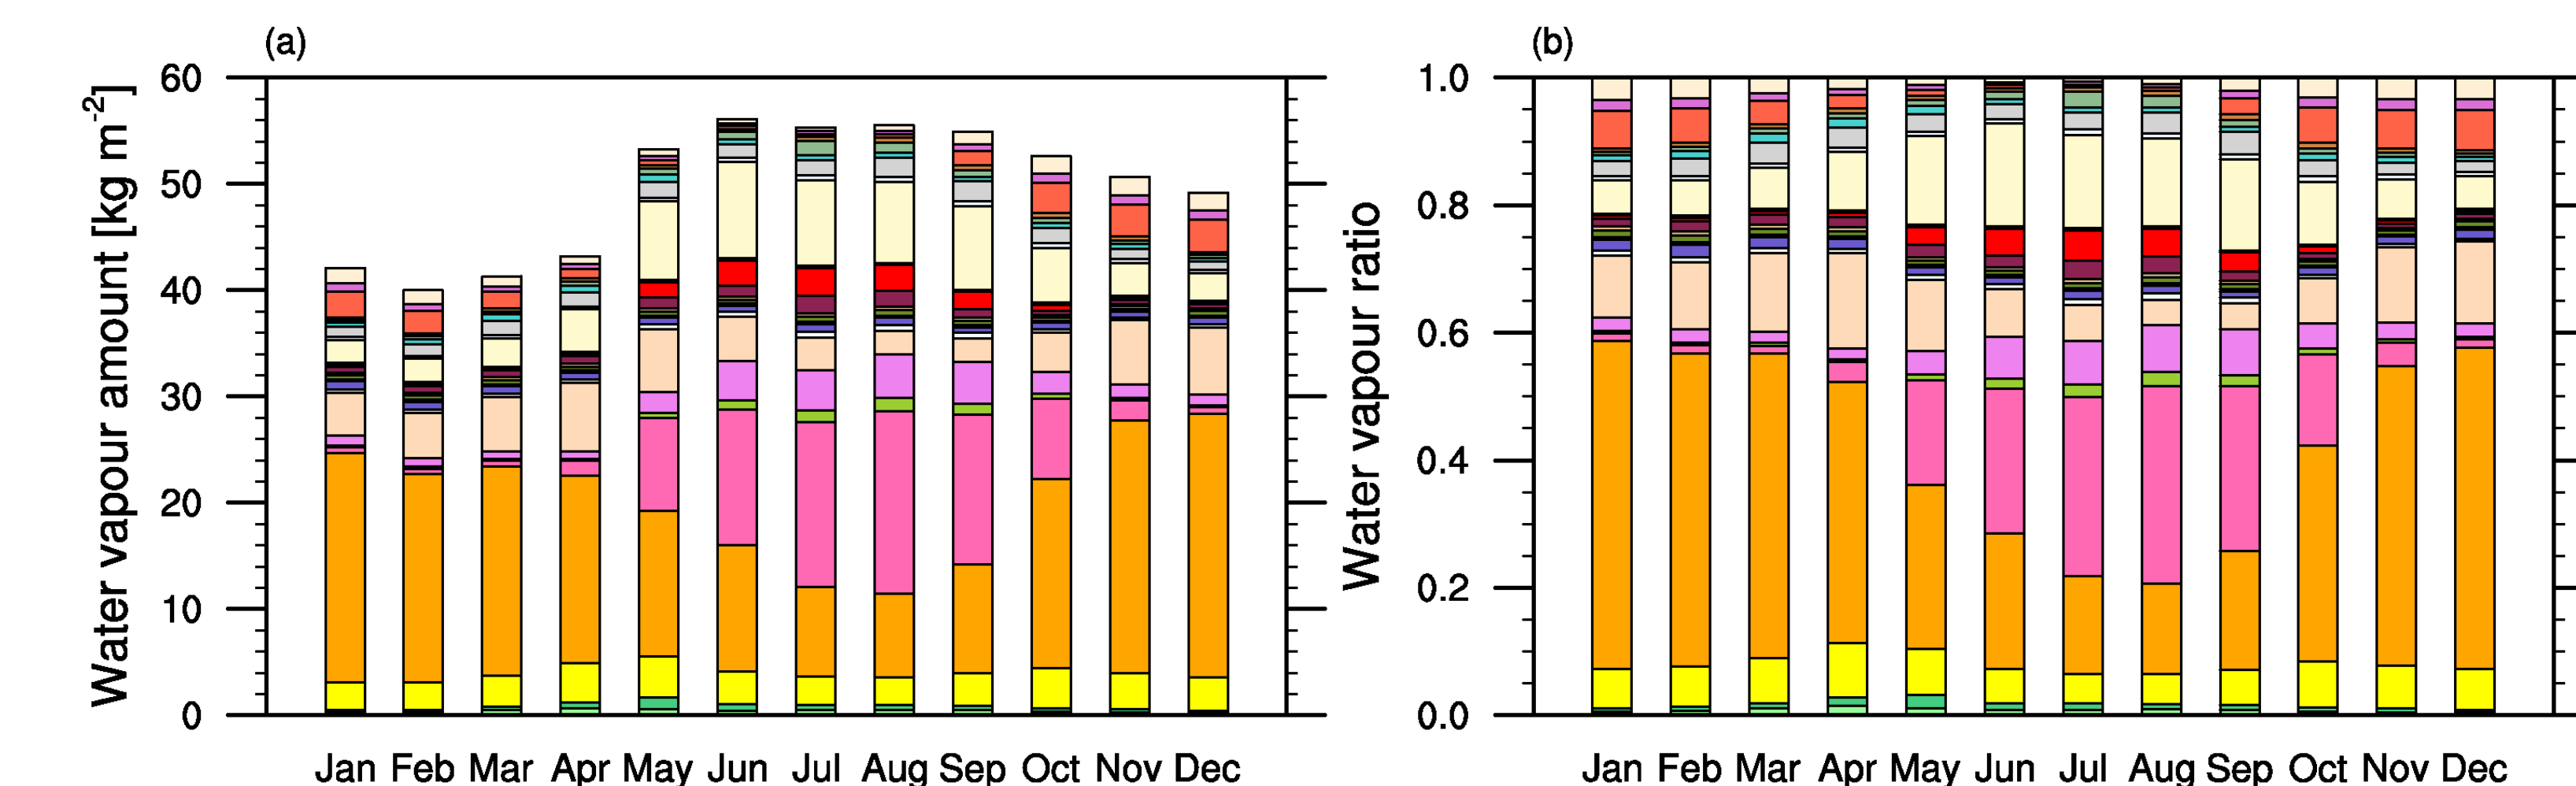 (a)
Water vapour amount [kg m-2]
60
50
40
30
20
10
0
Jan Feb Mar Apr May Jun Jul Aug Sep Oct Nov Dec
(b)
Water vapour ratio
1.0
0.8
0.6
0.4
0.2
0.0
Jan Feb Mar Apr May Jun Jul Aug Sep Oct Nov Dec